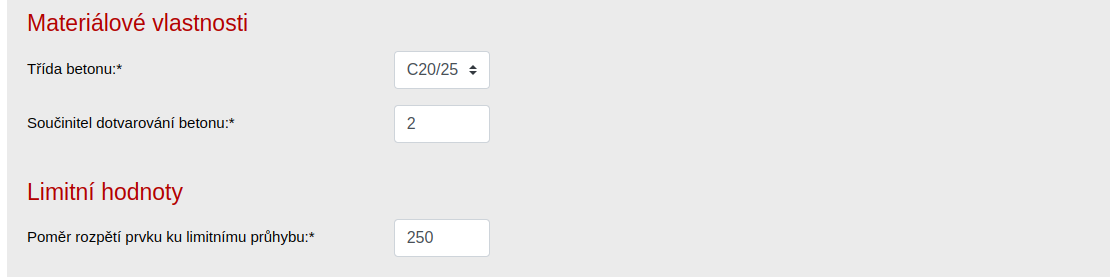 Materiálové vlastnosti
Třída betonu:* C20/25
Součinitel dotvarování betonu:* 2
Limitní hodnoty
Poměr rozpětí prvku ku limitnímu průhybu:* 250